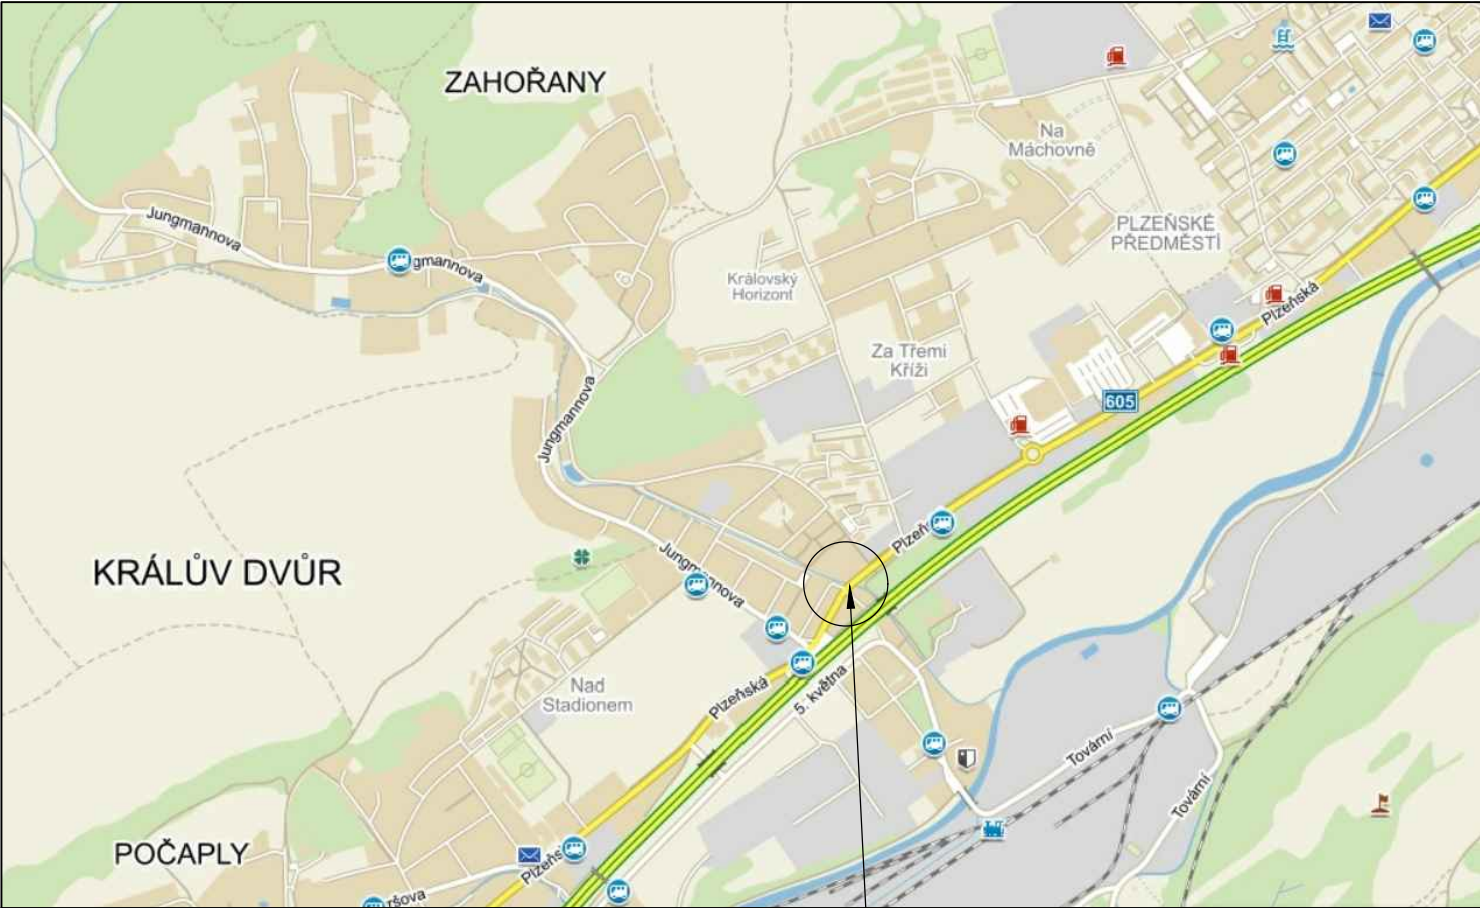 ZAHOŘANY
Na
Máchovně
Jungmannova
PLZEŇSKÉ
PŘEDMĚSTÍ
gmannovy
Královský
Horizont
Plzeňská
Za Třemi
Kříži
605
Jungmannova
Plzeň
KRÁLŮV DVŮR
Jungmannova
Nad
Stadionem
Plzeňská
5. května
Tovární
Tovární
POČAPLY
Plzeňs
ršova